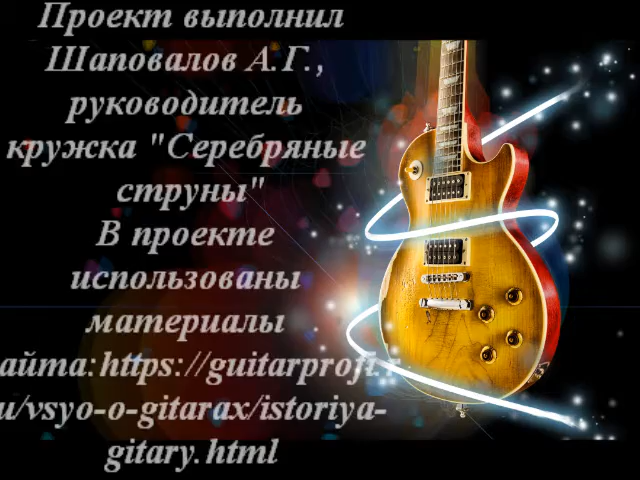 Проект выполнил
Шаповалов А.Г.,
руководитель
кружка "Серебряные
струны"
В проекте
использованы
материалы
айта:https://guitarprofi.r
u/vsyo-o-gitarax/istoriya-
gitary.html